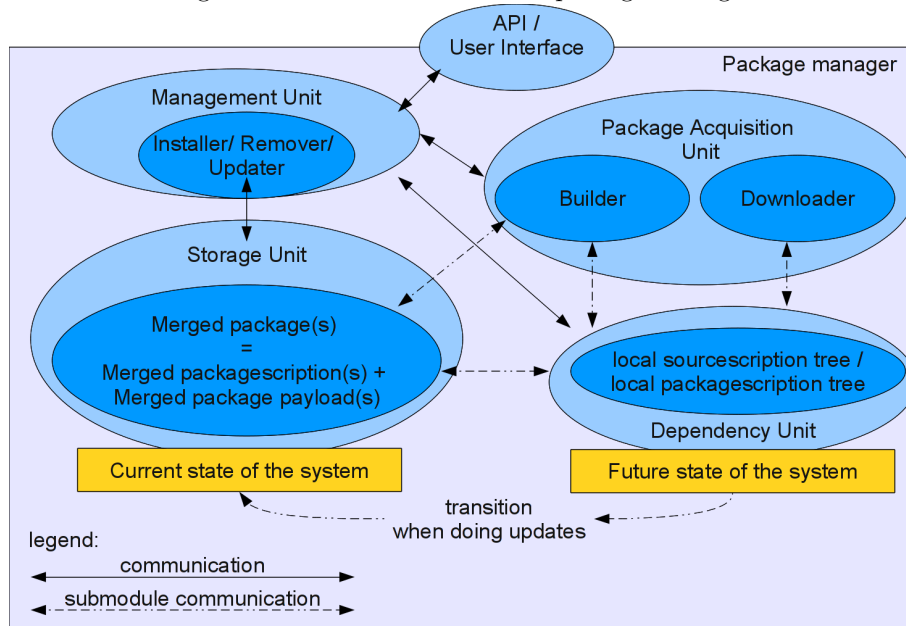 API /
User Interface
Package manager
Management Unit
Installer/ Remover/
Updater
Package Acquisition
Unit
Builder
Downloader
Storage Unit
Merged package(s)
=
Merged packagescription(s) +
Merged package payload(s)
local sourcescription tree /
local packagescription tree
Dependency Unit
Current state of the system
Future state of the system
transition
when doing updates
legend:
communication
submodule communication